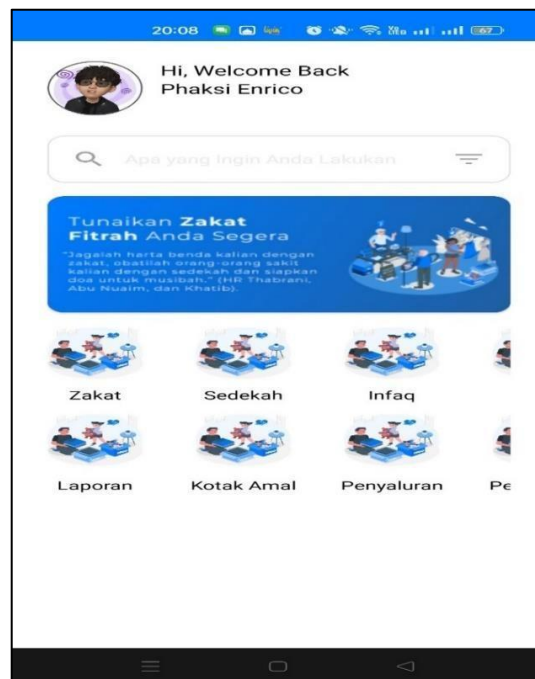 20:08
67
Hi, Welcome Back
Phaksi Enrico
Apa yang Ingin Anda Lakukan
Tunaikan Zakat
Fitrah Anda Segera
"Jagalah harta benda kalian dengan
zakat, obatilah orang-orang sakit
kalian dengan sedekah dan siapkan
doa untuk musibah." (HR Thabrani,
Abu Nuaim, dan Khatib).
Zakat Sedekah Infaq
Laporan Kotak Amal Penyaluran Pe